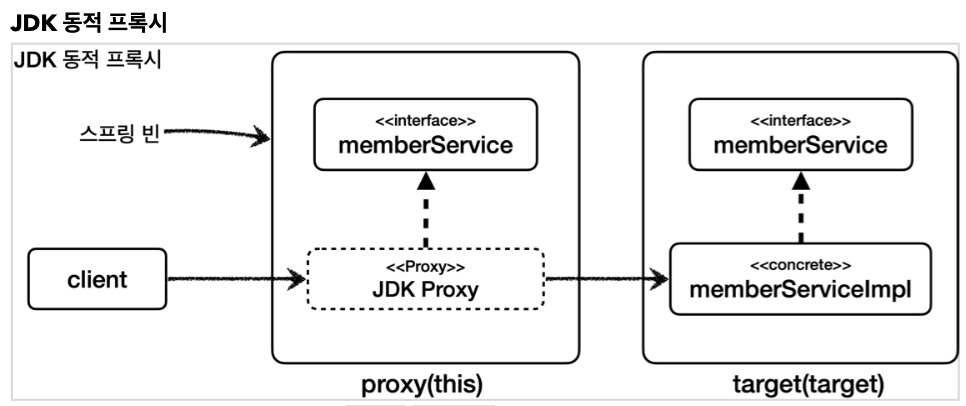 JDK 동적 프록시
JDK 동적 프록시
스프링 빈
<<interface>>
memberService
<<interface>>
memberService
client
<<Proxy>>
JDK Proxy
<<concrete>>
memberServiceImpl
proxy(this)
target(target)